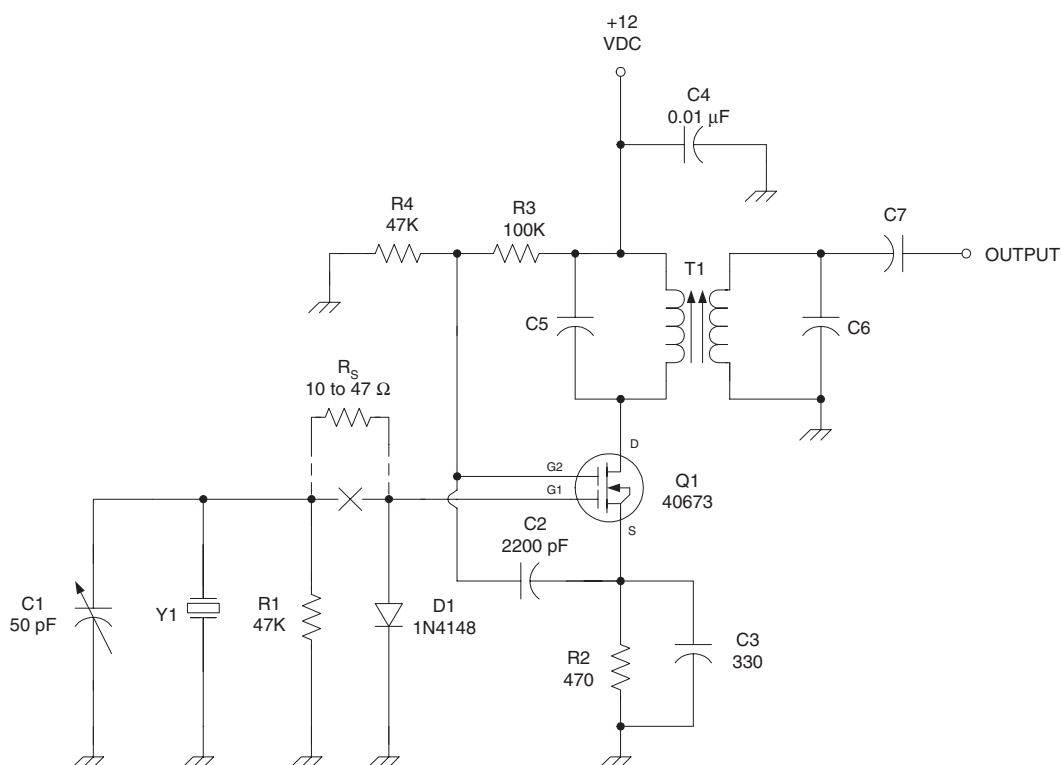 +12
VDC
C4
0.01 μF
R4
47K
R3
100K
C7
OUTPUT
T1
C5
C6
R_S
10 to 47 Ω
D
G2
G1
Q1
40673
S
C2
2200 pF
C1
50 pF
Y1
R1
47K
D1
1N4148
R2
470
C3
330